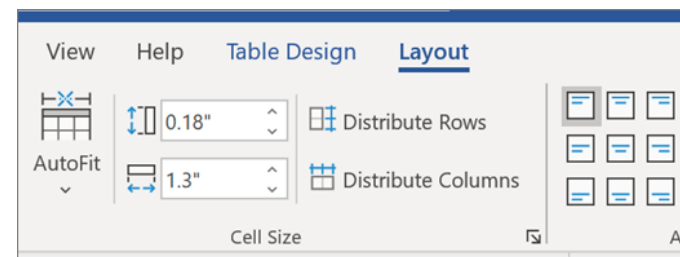 View Help Table Design Layout
0.18" Distribute Rows
AutoFit
1.3" Distribute Columns
Cell Size
A